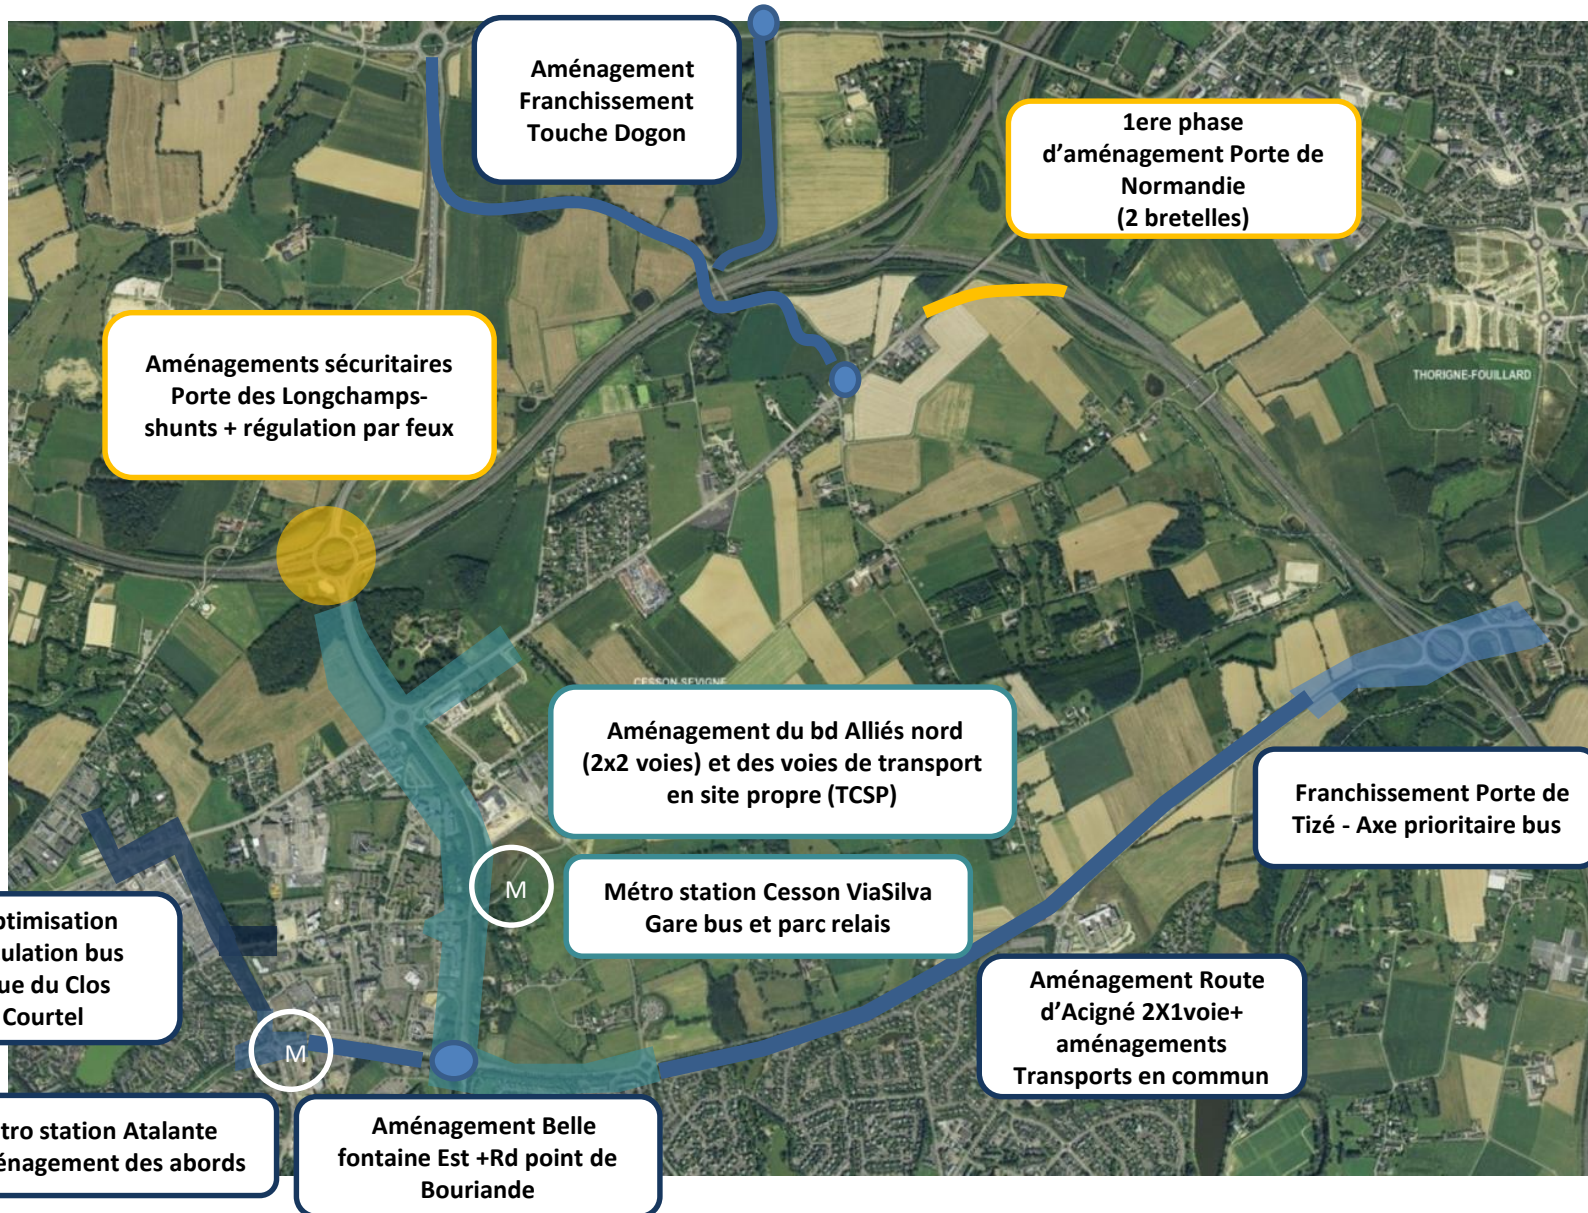 Aménagement
Franchissement
Touche Dogon
1ere phase
d’aménagement Porte de
Normandie
(2 bretelles)
Aménagements sécuritaires
Porte des Longchamps-
shunts + régulation par feux
THORIGNE-FOUILLARD
CESSON-SEVIGNE
Aménagement du bd Alliés nord
(2x2 voies) et des voies de transport
en site propre (TCSP)
Franchissement Porte de
Tizé - Axe prioritaire bus
M
Métro station Cesson ViaSilva
Gare bus et parc relais
ptimisation
ulation bus
ue du Clos
Courtel
Aménagement Route
d’Acigné 2X1voie+
aménagements
Transports en commun
M
tro station Atalante
énagement des abords
Aménagement Belle
fontaine Est +Rd point de
Bouriande